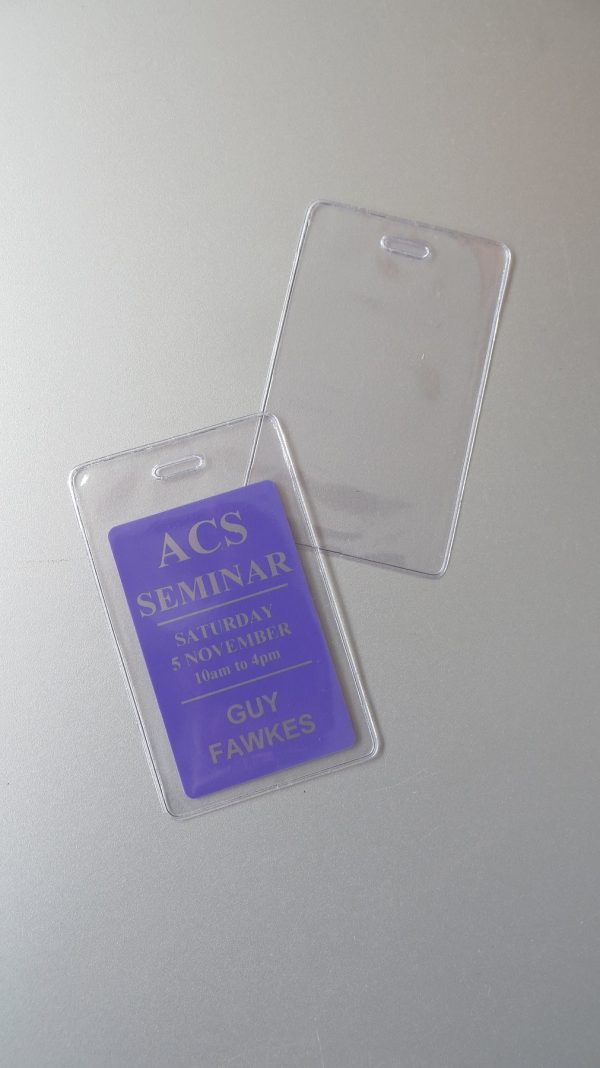 ACS
SEMINAR
SATURDAY
5 NOVEMBER
10am to 4pm
GUY
FAWKES